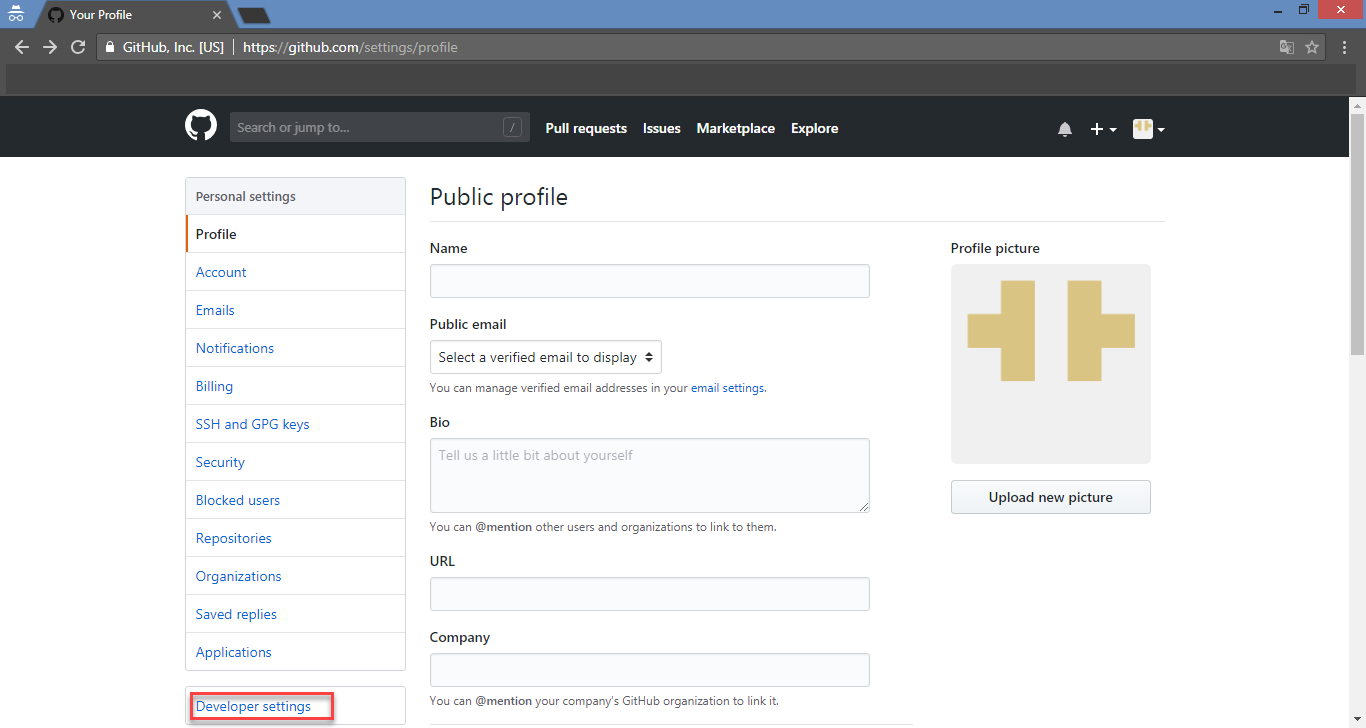 Your Profile
GitHub, Inc. [US] | https://github.com/settings/profile
Search or jump to... /
Pull requests Issues Marketplace Explore
Personal settings
Profile
Account
Emails
Notifications
Billing
SSH and GPG keys
Security
Blocked users
Repositories
Organizations
Saved replies
Applications
Developer settings
Public profile
Name
Public email
Select a verified email to display
You can manage verified email addresses in your email settings.
Bio
Tell us a little bit about yourself
You can @mention other users and organizations to link to them.
URL
Company
You can @mention your company's GitHub organization to link it.
Profile picture
Upload new picture